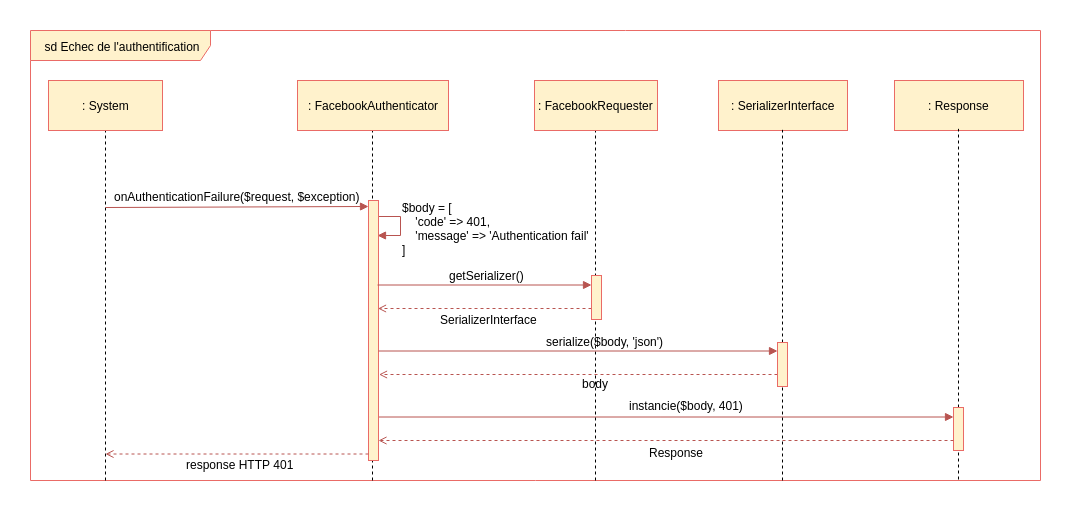 sd Echec de l'authentification
: System
: FacebookAuthenticator
: FacebookRequester
: SerializerInterface
: Response
onAuthenticationFailure($request, $exception)
$body = [
'code' => 401,
'message' => 'Authentication fail'
]
getSerializer()
SerializerInterface
serialize($body, 'json')
body
instancie($body, 401)
Response
response HTTP 401